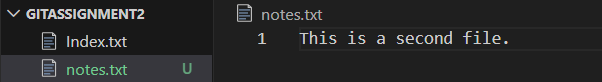 GITASSIGNMENT2
Index.txt
notes.txt U
notes.txt
1 This is a second file.